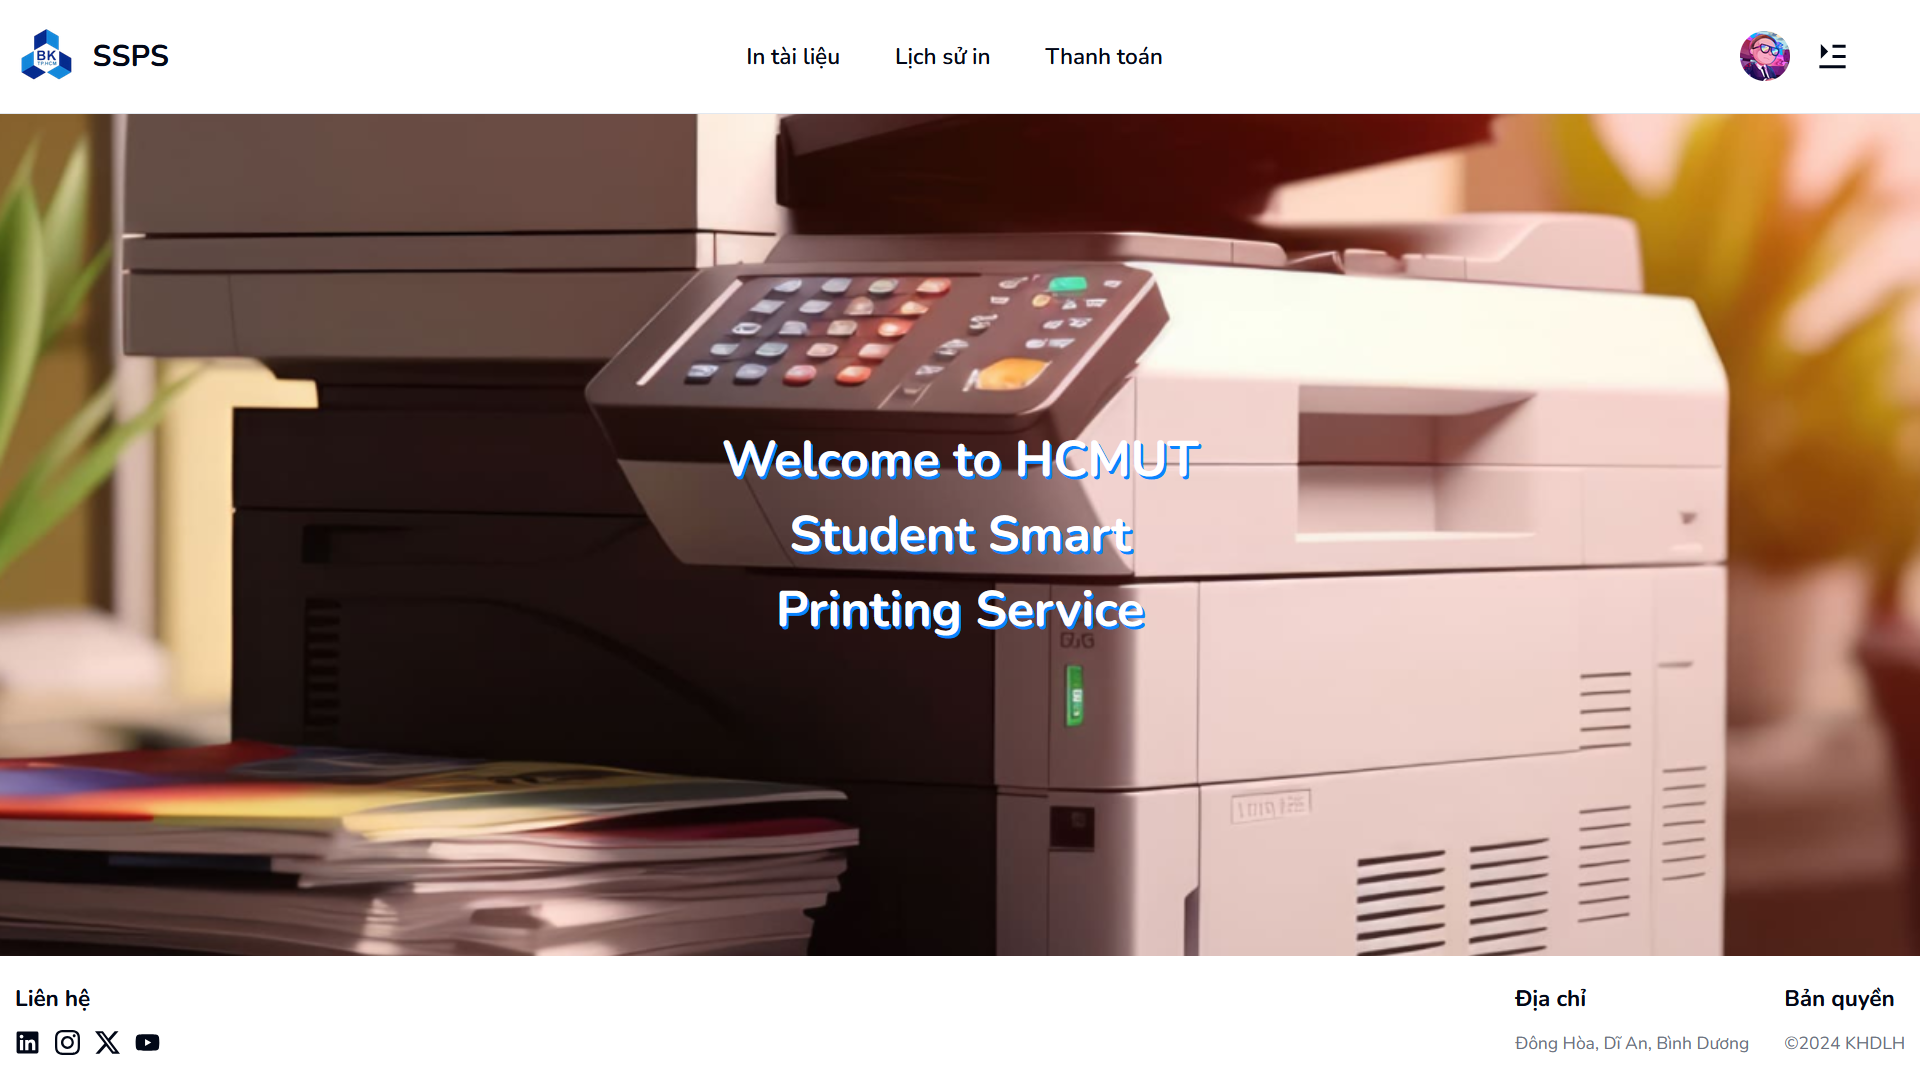 BK
TP.HCM
SSPS
In tài liệu
Lịch sử in
Thanh toán
Welcome to HCMUT
Student Smart
Printing Service
Liên hệ
Địa chỉ
Đông Hòa, Dĩ An, Bình Dương
Bản quyền
©2024 KHDLH